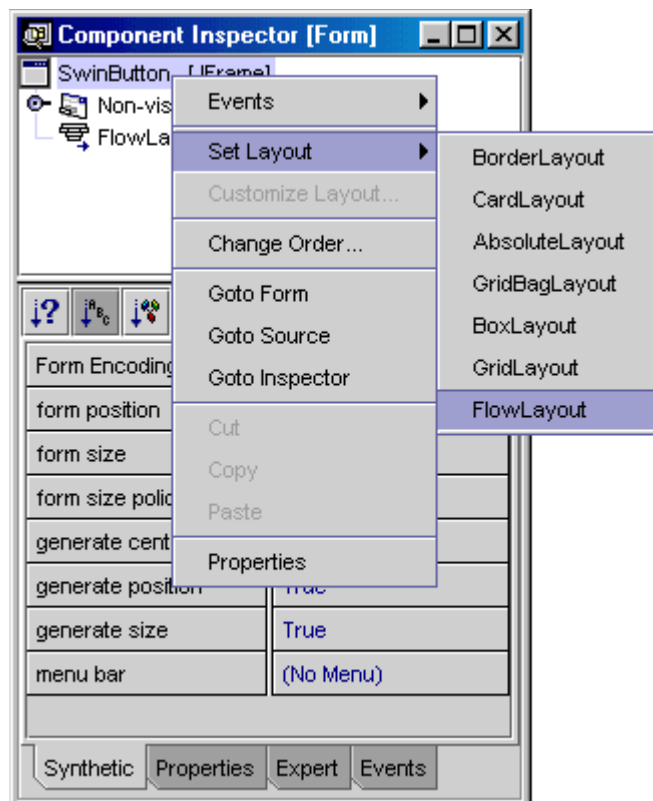 Component Inspector [Form]
SwinButton [JFrame]
Non-vis
FlowLa
Events
Set Layout
Customize Layout...
Change Order...
Goto Form
Goto Source
Goto Inspector
Cut
Copy
Paste
Properties
BorderLayout
CardLayout
AbsoluteLayout
GridBagLayout
BoxLayout
GridLayout
FlowLayout
Form Encoding
form position
form size
form size polic
generate cent
generate position True
generate size True
menu bar (No Menu)
Synthetic Properties Expert Events